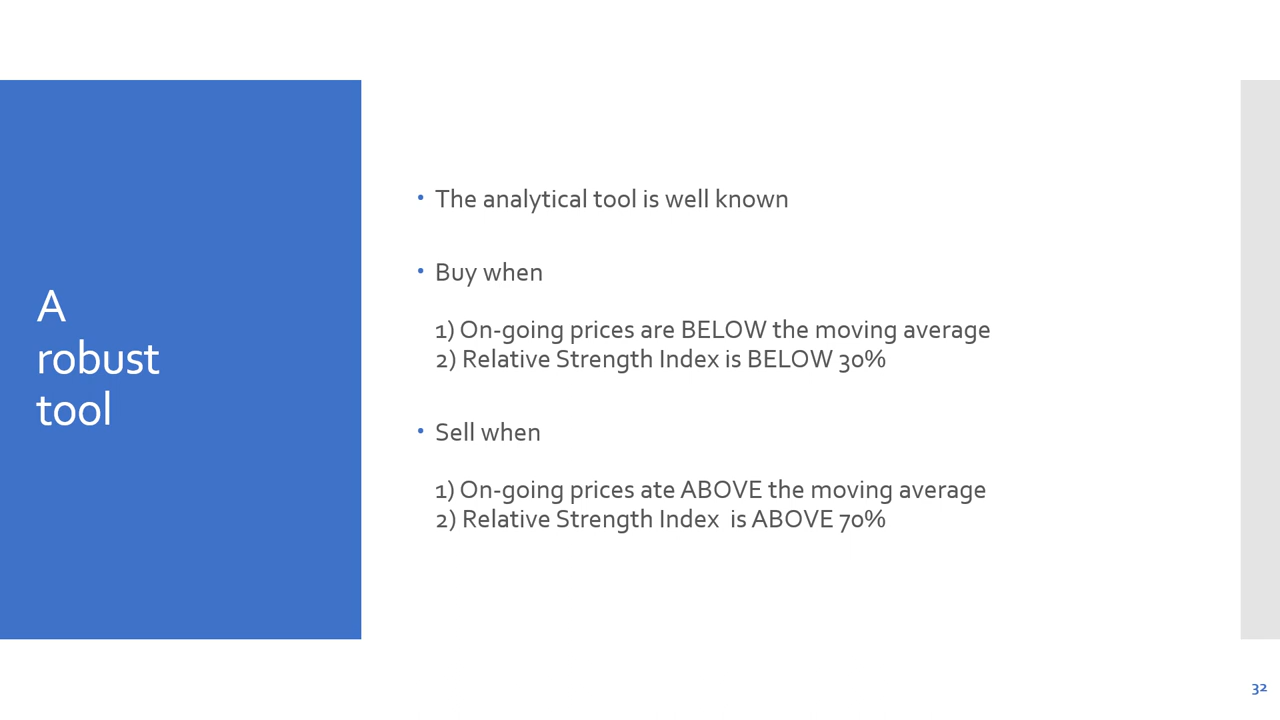 A
robust
tool
• The analytical tool is well known
• Buy when
1) On-going prices are BELOW the moving average
2) Relative Strength Index is BELOW 30%
• Sell when
1) On-going prices ate ABOVE the moving average
2) Relative Strength Index  is ABOVE 70%
32